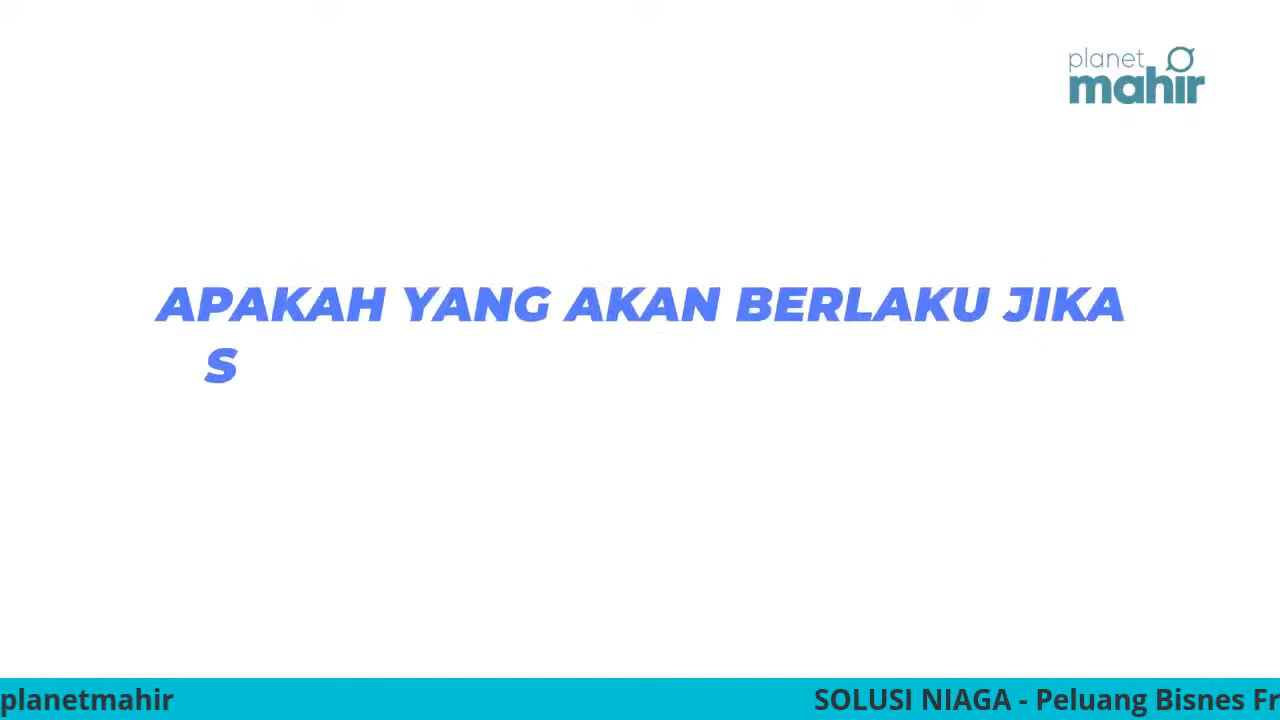 planet
mahir
APAKAH YANG AKAN BERLAKU JIKA
S
planetmahir
SOLUSI NIAGA - Peluang Bisnes Fr